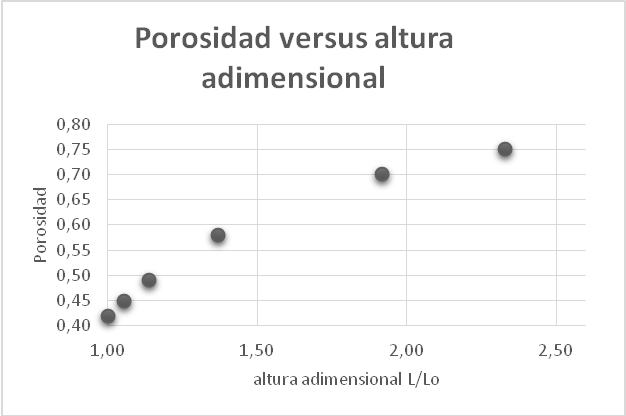 Porosidad versus altura
adimensional
0,80
0,75
0,70
0,65
0,60
0,55
0,50
0,45
0,40
Porosidad
1,00 1,50 2,00 2,50
altura adimensional L/Lo